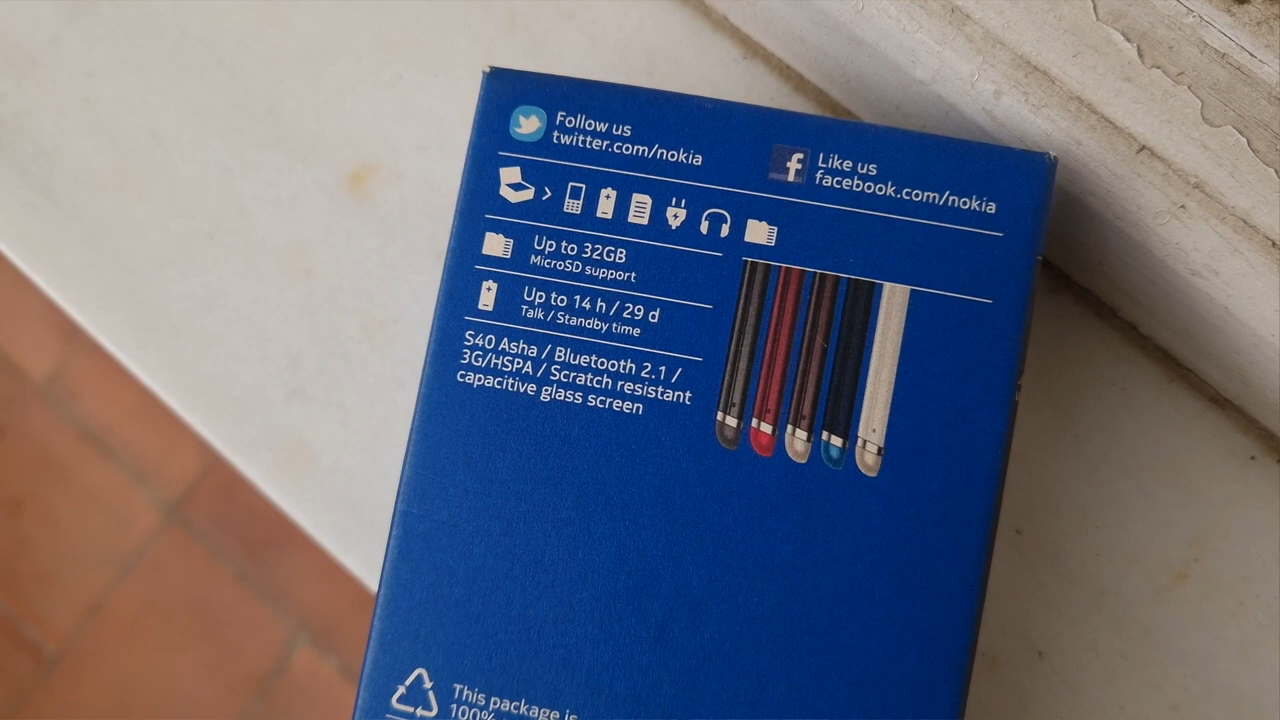 Follow us
twitter.com/nokia
f
Like us
facebook.com/nokia
Up to 32GB
MicroSD support
Up to 14 h / 29 d
Talk / Standby time
S40 Asha / Bluetooth 2.1 /
3G/HSPA / Scratch resistant
capacitive glass screen
This package is
100%